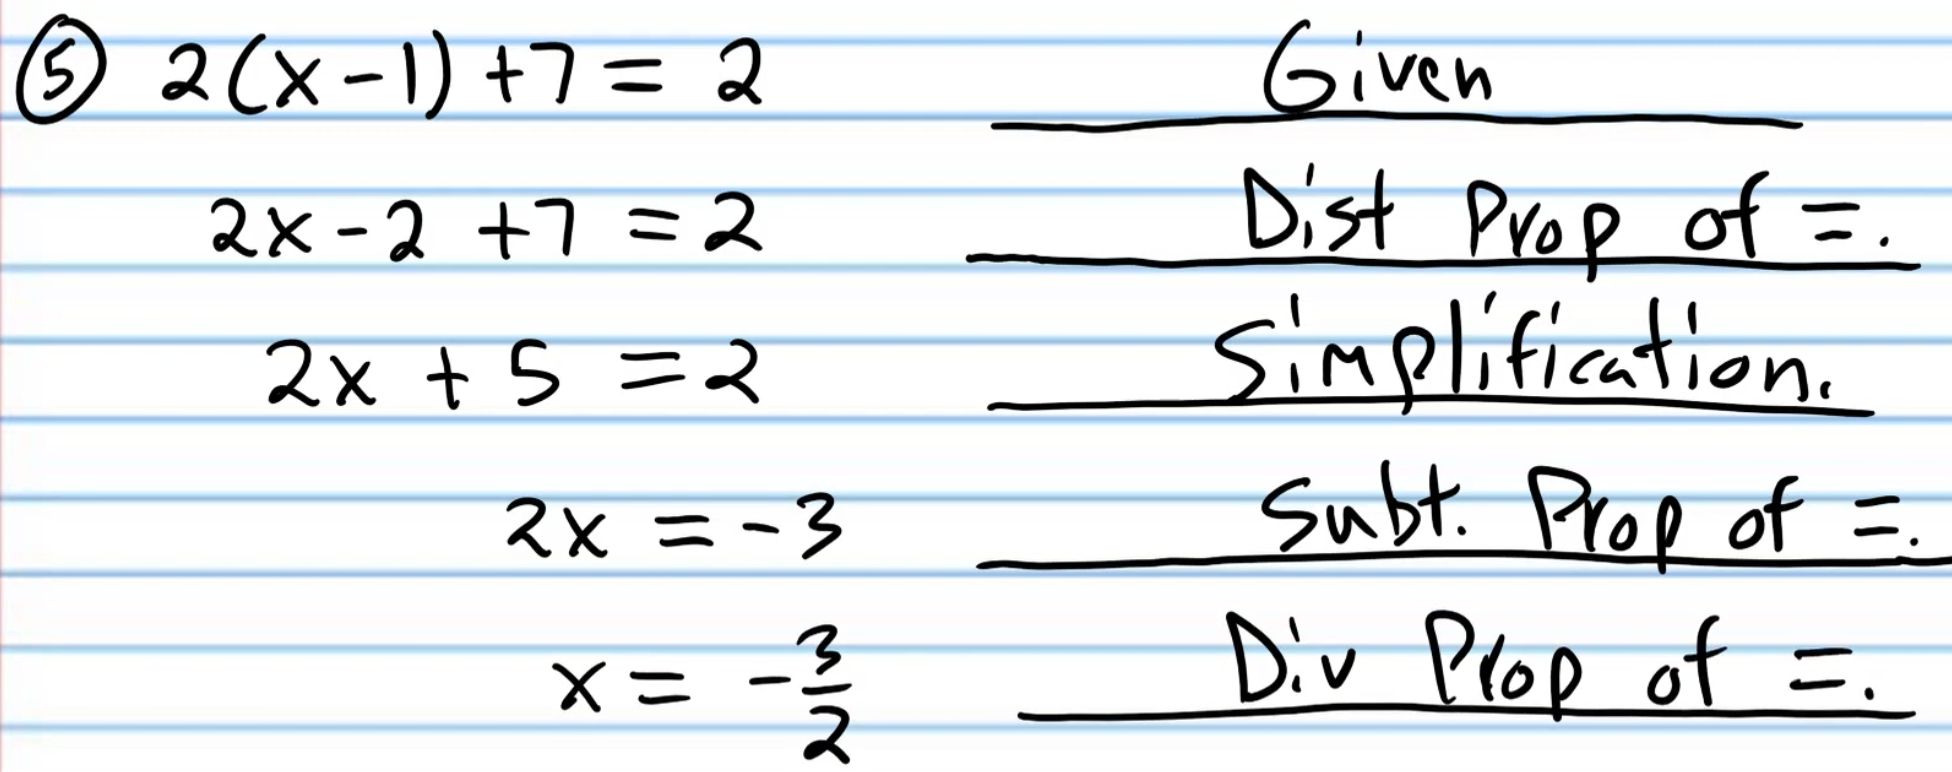 ⑤ 2(x-1)+7=2 Given
2x-2+7=2 Dist Prop of =.
2x+5=2 Simplification.
2x=-3 Subt. Prop of =.
x=-3/2 Div Prop of =.